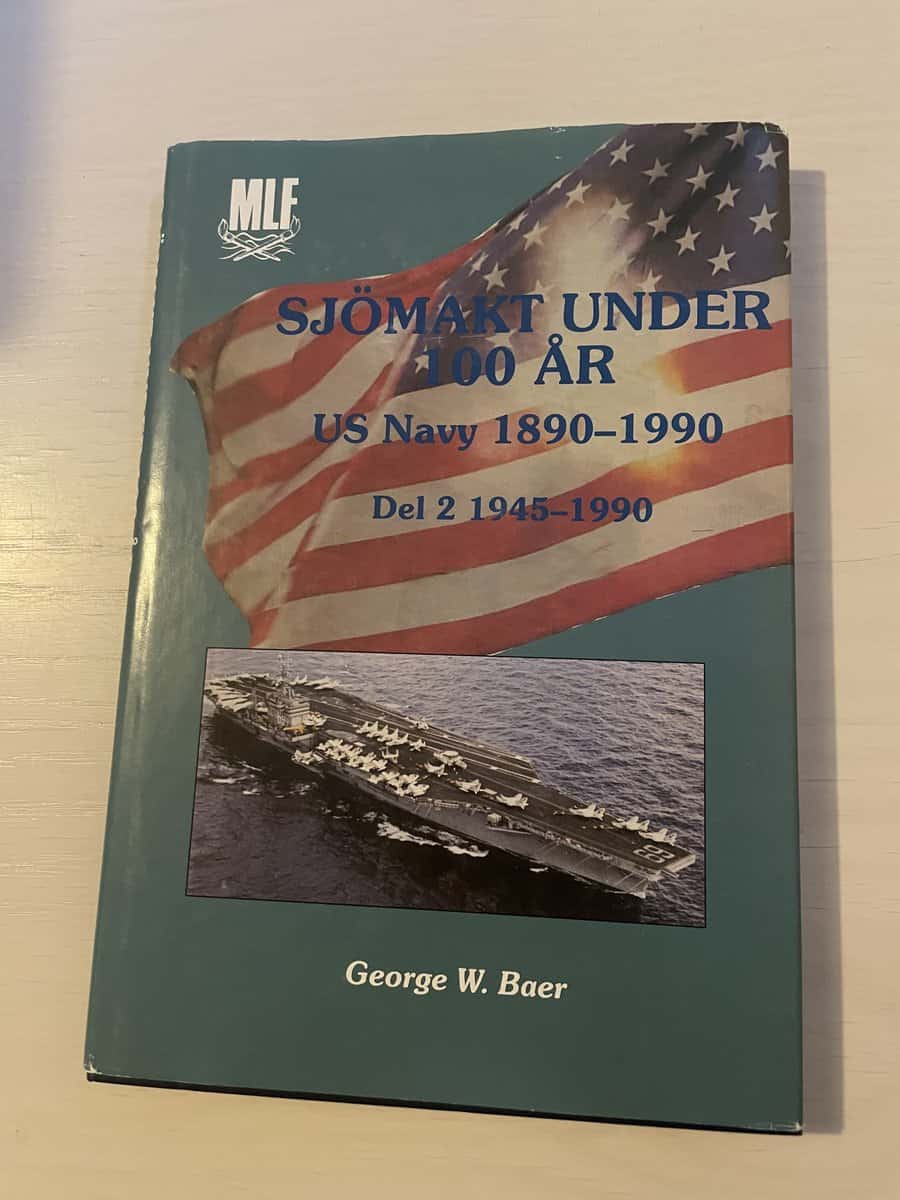 MLF
SJÖMAKT UNDER
100 ÅR
US Navy 1890–1990
Del 2 1945–1990
George W. Baer